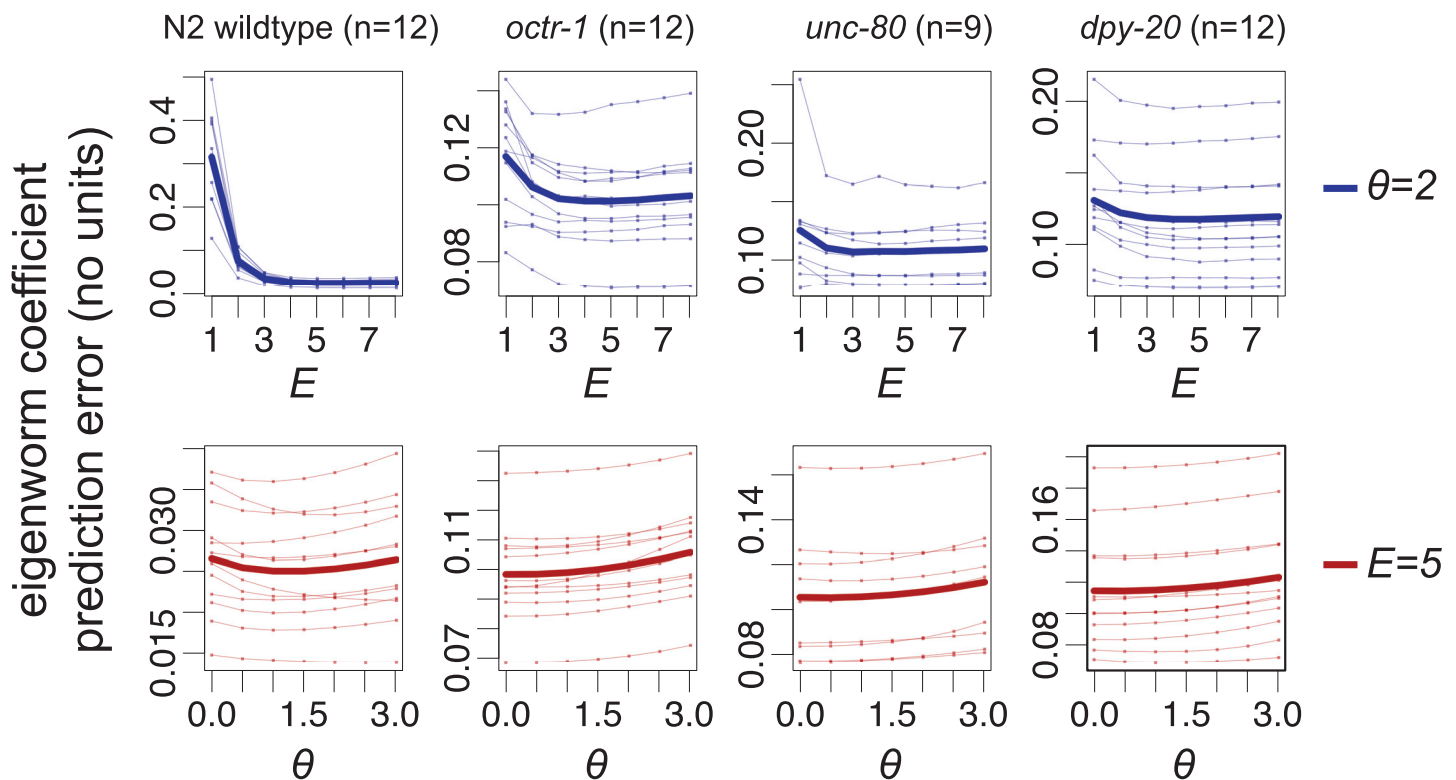 N2 wildtype (n=12)
octr-1 (n=12)
unc-80 (n=9)
dpy-20 (n=12)
eigenworm coefficient
prediction error (no units)
0.0 0.2 0.4
1 3 5 7
E
0.08 0.12
1 3 5 7
E
0.10 0.20
1 3 5 7
E
0.10 0.20
1 3 5 7
E
θ=2
0.015 0.030
0.0 1.5 3.0
θ
0.07 0.11
0.0 1.5 3.0
θ
0.08 0.14
0.0 1.5 3.0
θ
0.08 0.16
0.0 1.5 3.0
θ
E=5